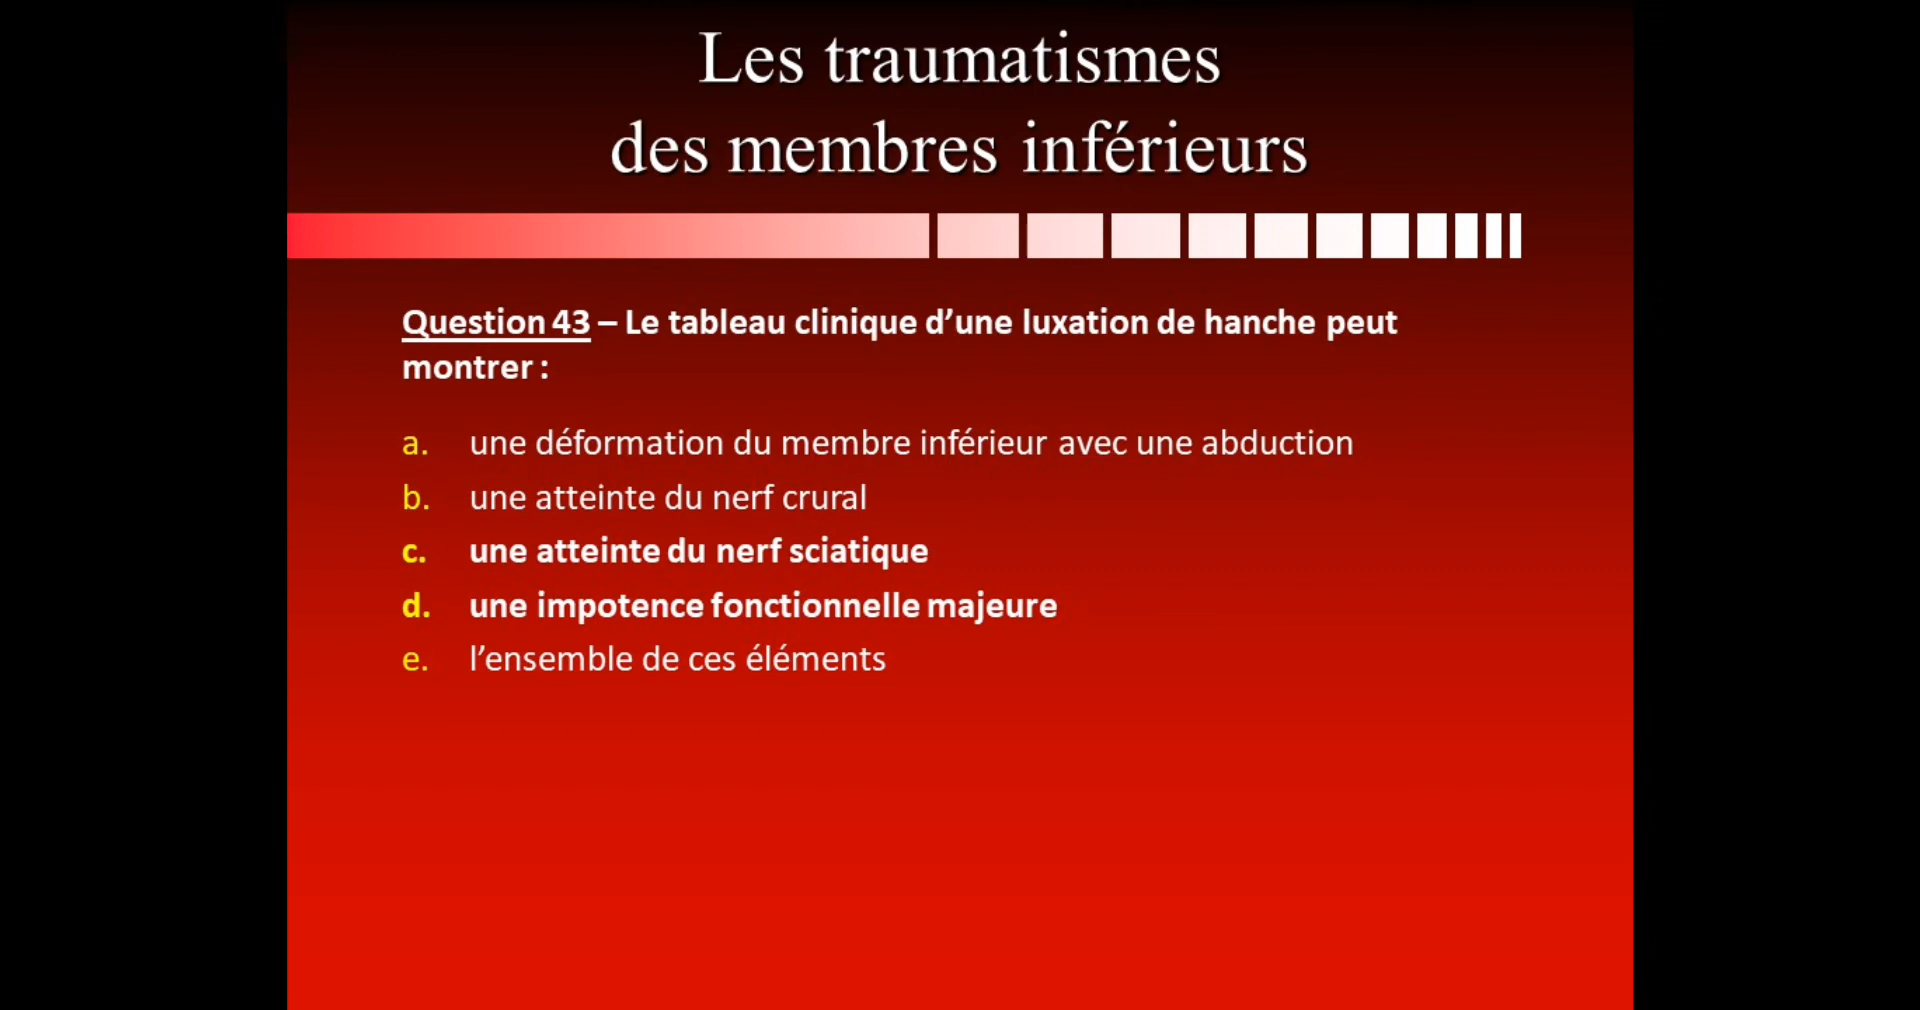 Les traumatismes
des membres inférieurs
Question 43 – Le tableau clinique d’une luxation de hanche peut
montrer :
a. une déformation du membre inférieur avec une abduction
b. une atteinte du nerf crural
c. une atteinte du nerf sciatique
d. une impotence fonctionnelle majeure
e. l’ensemble de ces éléments